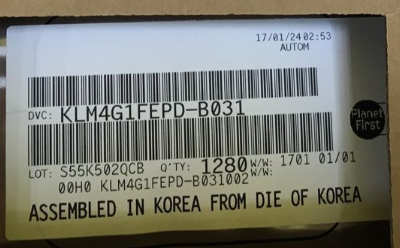 17/01/24 02:53
AUTOM
DVC: KLM4G1FEPD-B031
Planet First
LOT: S55K502QCB Q'TY: 1280 W/W: 1701 01/01
W/W:
00H0 KLM4G1FEPD-B031002
ASSEMBLED IN KOREA FROM DIE OF KOREA